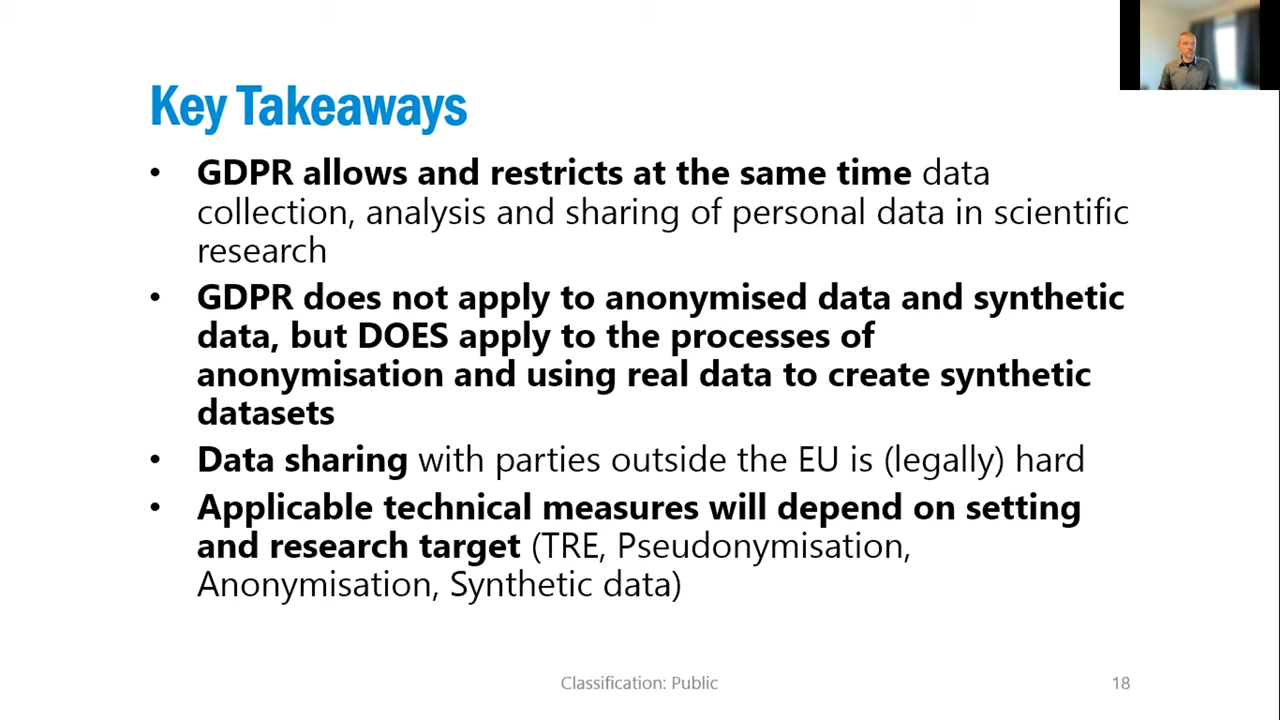 Key Takeaways
• GDPR allows and restricts at the same time data
collection, analysis and sharing of personal data in scientific
research
• GDPR does not apply to anonymised data and synthetic
data, but DOES apply to the processes of
anonymisation and using real data to create synthetic
datasets
• Data sharing with parties outside the EU is (legally) hard
• Applicable technical measures will depend on setting
and research target (TRE, Pseudonymisation,
Anonymisation, Synthetic data)
Classification: Public
18